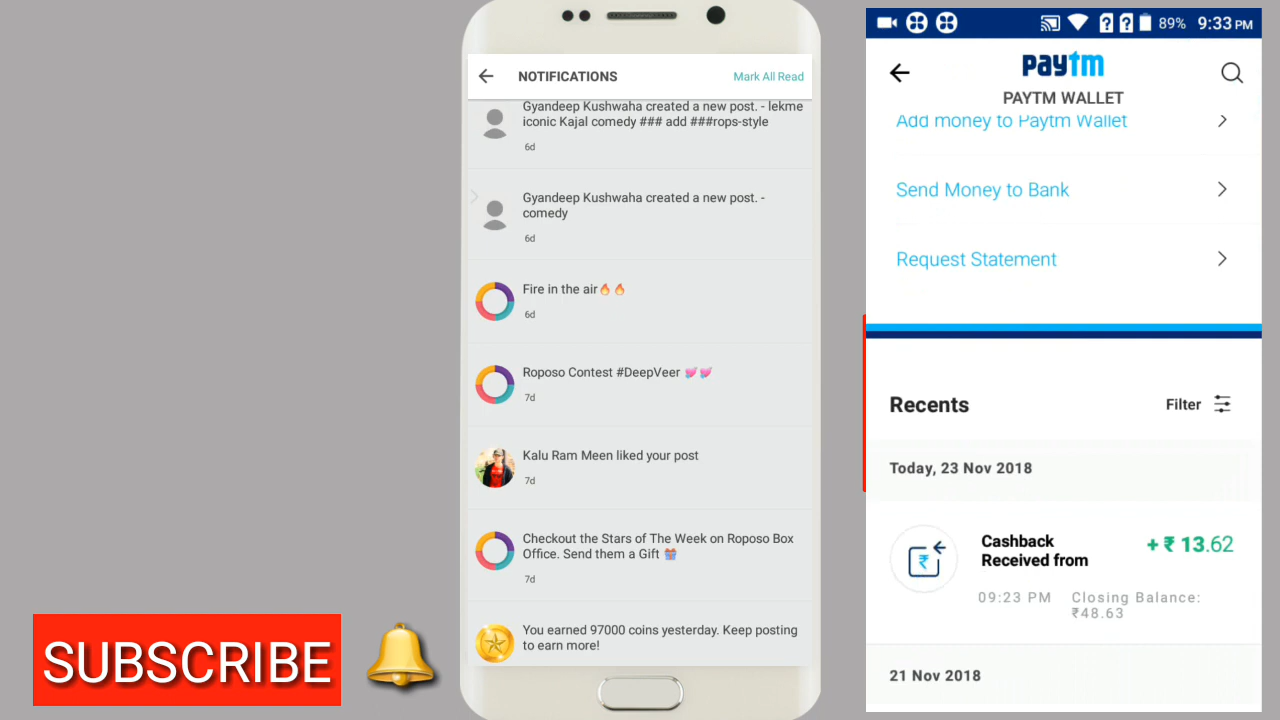 NOTIFICATIONS
Mark All Read
Gyandeep Kushwaha created a new post. - lekme
iconic Kajal comedy ### add ###rops-style
6d
Gyandeep Kushwaha created a new post. -
comedy
6d
Fire in the air🔥🔥
6d
Roposo Contest #DeepVeer 💘💘
7d
Kalu Ram Meen liked your post
7d
Checkout the Stars of The Week on Roposo Box
Office. Send them a Gift 🎁
7d
You earned 97000 coins yesterday. Keep posting
to earn more!
SUBSCRIBE
89% 9:33 PM
paytm
PAYTM WALLET
Add money to Paytm Wallet
Send Money to Bank
Request Statement
Recents
Filter
Today, 23 Nov 2018
Cashback
Received from
+ ₹ 13.62
09:23 PM
Closing Balance:
₹48.63
21 Nov 2018